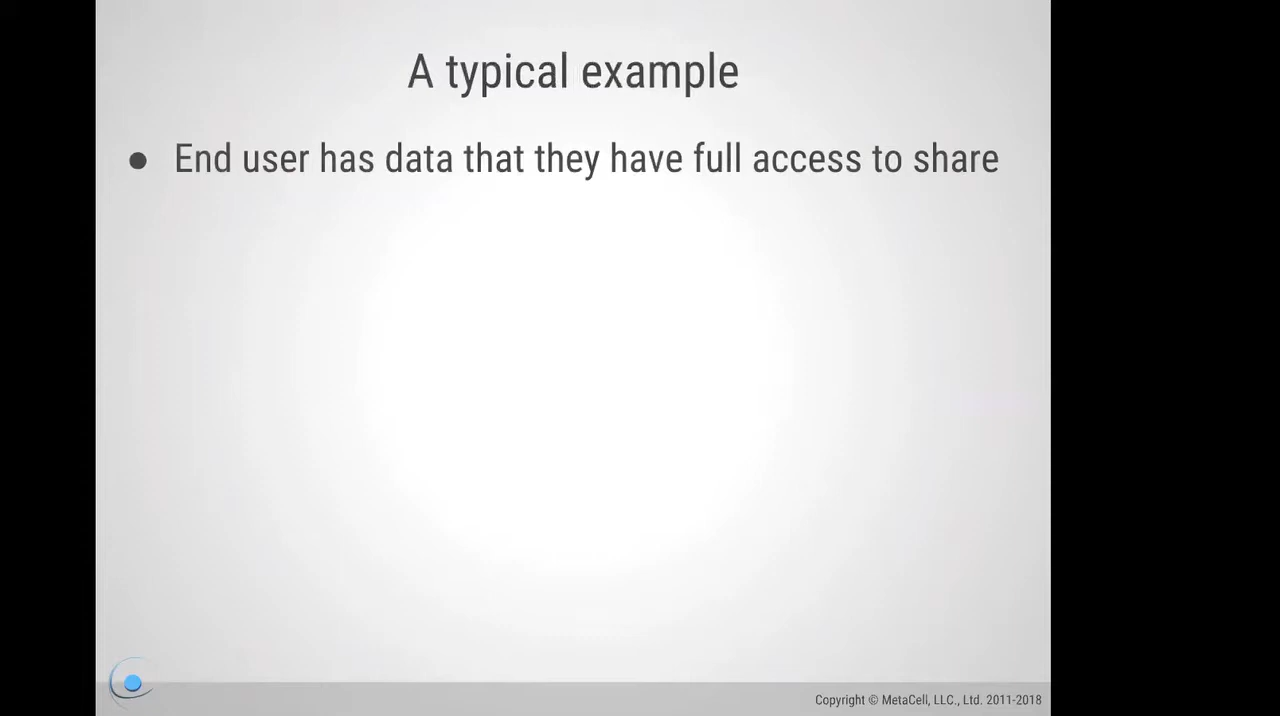 A typical example
● End user has data that they have full access to share
Copyright © MetaCell, LLC., Ltd. 2011-2018